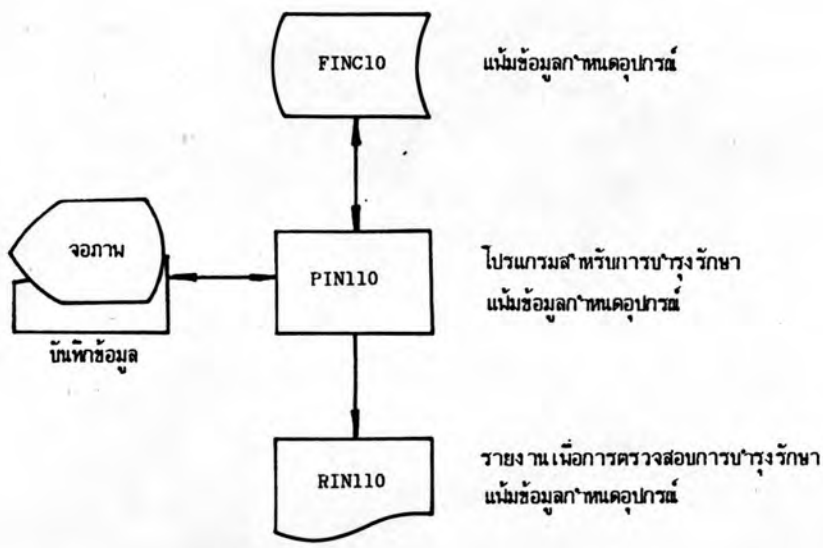 FINC10
แฟ้มข้อมูลกำหนดอุปกรณ์
จอภาพ
PIN110
โปรแกรมสำหรับการบำรุงรักษา
แฟ้มข้อมูลกำหนดอุปกรณ์
บันทึกข้อมูล
RIN110
รายงานเพื่อการตรวจสอบการบำรุงรักษา
แฟ้มข้อมูลกำหนดอุปกรณ์